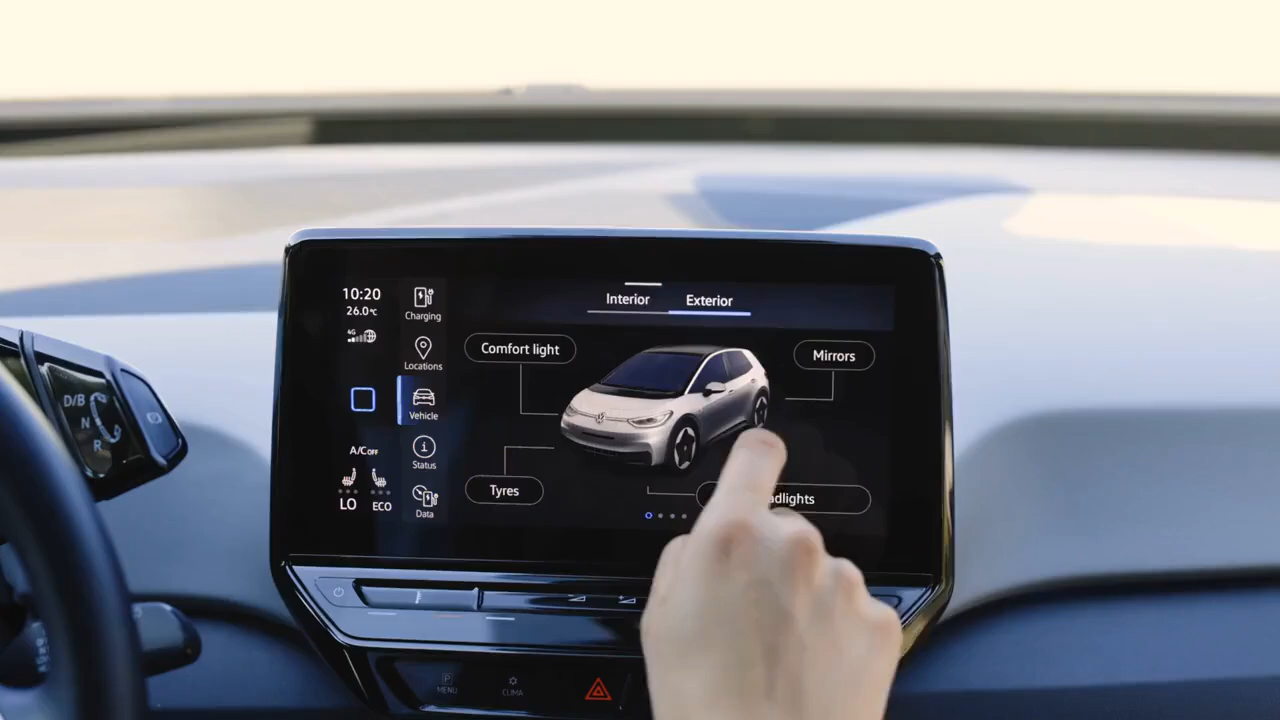 10:20
26.0°C
4G
A/C OFF
LO
ECO
Charging
Locations
Vehicle
Status
Data
Interior
Exterior
Comfort light
Mirrors
Tyres
adlights
D/B
N
R
P
MENU
CLIMA